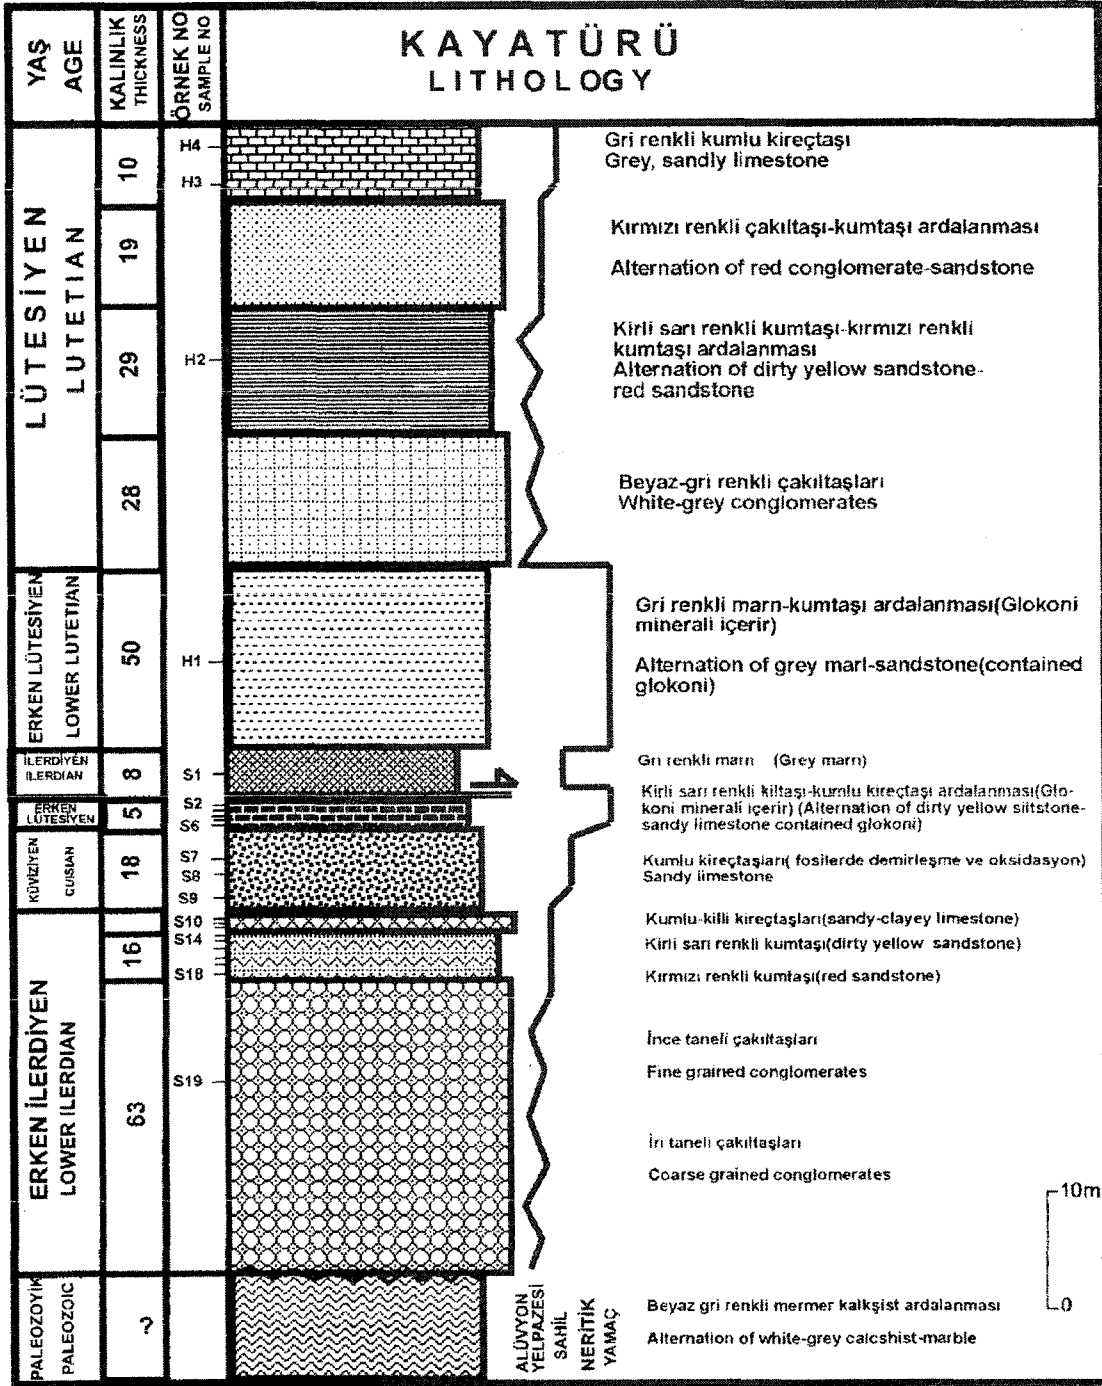 YAŞ
AGE
KALINLIK
THICKNESS
ÖRNEK NO
SAMPLE NO
KAYATÜRÜ
LITHOLOGY
LÜTESİYEN
LUTETIAN
10
H4
H3
Gri renkli kumlu kireçtaşı
Grey, sandly limestone
19
Kırmızı renkli çakıltaşı-kumtaşı ardalanması
Alternation of red conglomerate-sandstone
29
H2
Kirli sarı renkli kumtaşı-kırmızı renkli
kumtaşı ardalanması
Alternation of dirty yellow sandstone-
red sandstone
28
Beyaz-gri renkli çakıltaşları
White-grey conglomerates
ERKEN LÜTESİYEN
LOWER LUTETIAN
50
H1
Gri renkli marn-kumtaşı ardalanması(Glokoni
minerali içerir)
Alternation of grey marl-sandstone(contained
glokoni)
İLERDİYEN
ILERDIAN
8
S1
Gri renkli marn (Grey marn)
ERKEN
LÜTESİYEN
5
S2
S6
Kirli sarı renkli kiltaşı-kumlu kireçtaşı ardalanması(Glo-
koni minerali içerir) (Alternation of dirty yellow siltstone-
sandy limestone contained glokoni)
KÜVİZİYEN
CUISIAN
18
S7
S8
S9
Kumlu kireçtaşları( fosilerde demirleşme ve oksidasyon)
Sandy limestone
ERKEN İLERDİYEN
LOWER ILERDIAN
16
S10
S14
S18
Kumlu-killi kireçtaşları(sandy-clayey limestone)
Kirli sarı renkli kumtaşı(dirty yellow sandstone)
Kırmızı renkli kumtaşı(red sandstone)
63
S19
İnce taneli çakıltaşları
Fine grained conglomerates
İri taneli çakıltaşları
Coarse grained conglomerates
10m
0
PALEOZOYİK
PALEOZOIC
?
ALÜVYON
YELPAZESİ
SAHİL
NERİTİK
YAMAÇ
Beyaz gri renkli mermer kalkşist ardalanması
Alternation of white-grey calcshist-marble